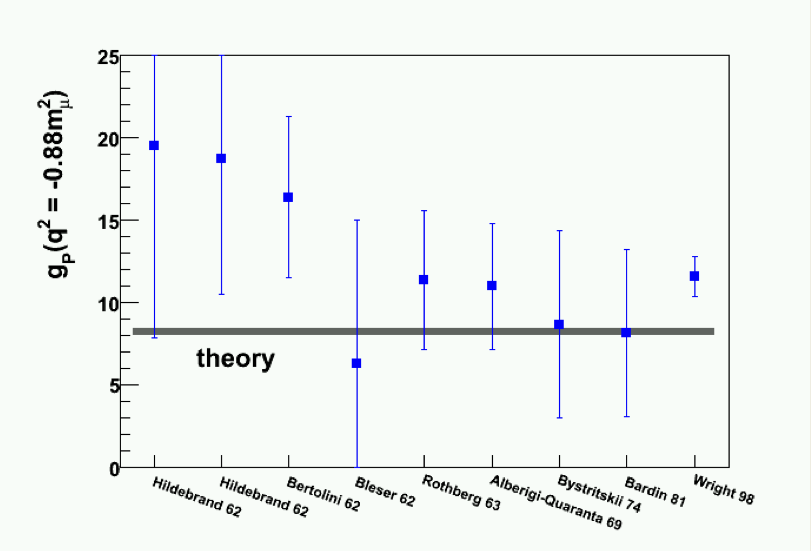 25
20
15
10
5
0
gP(q² = -0.88m²μ)
theory
Hildebrand 62
Hildebrand 62
Bertolini 62
Bleser 62
Rothberg 63
Alberigi-Quaranta 69
Bystritskii 74
Bardin 81
Wright 98